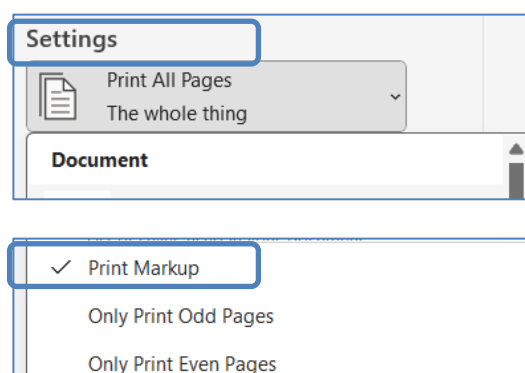 Settings
Print All Pages
The whole thing
Document
Print Markup
Only Print Odd Pages
Only Print Even Pages